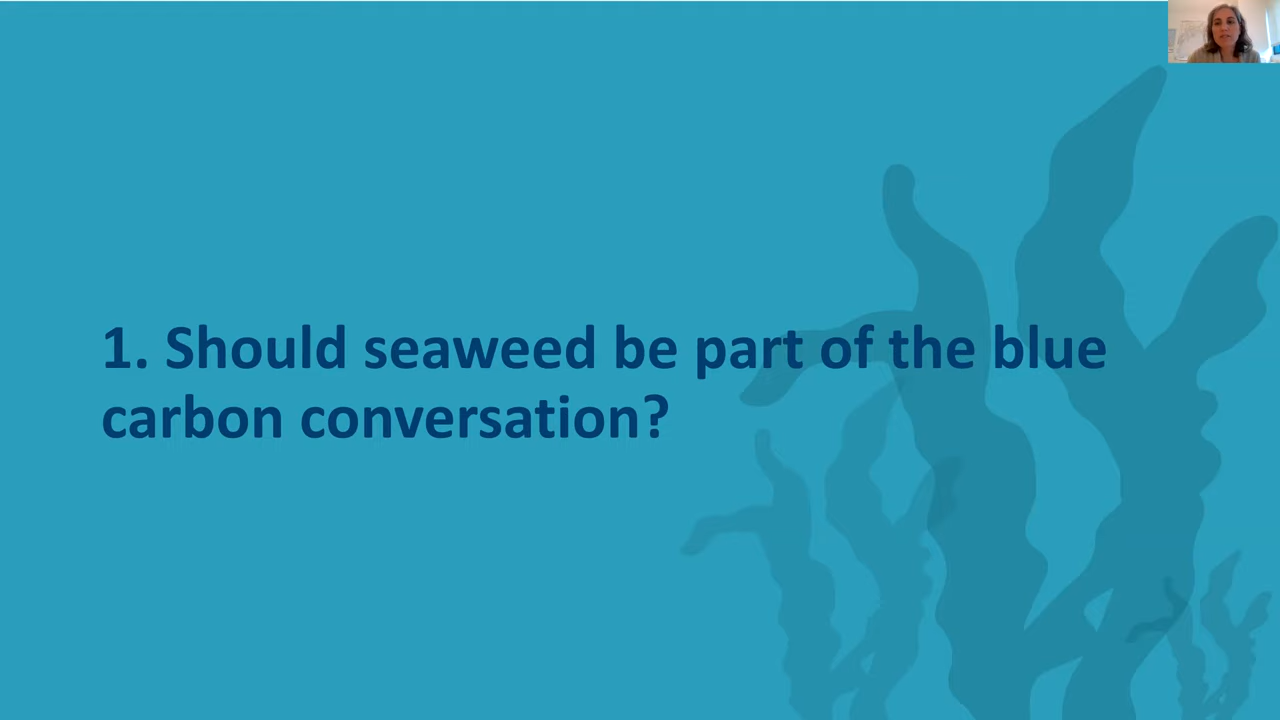 1. Should seaweed be part of the blue
carbon conversation?